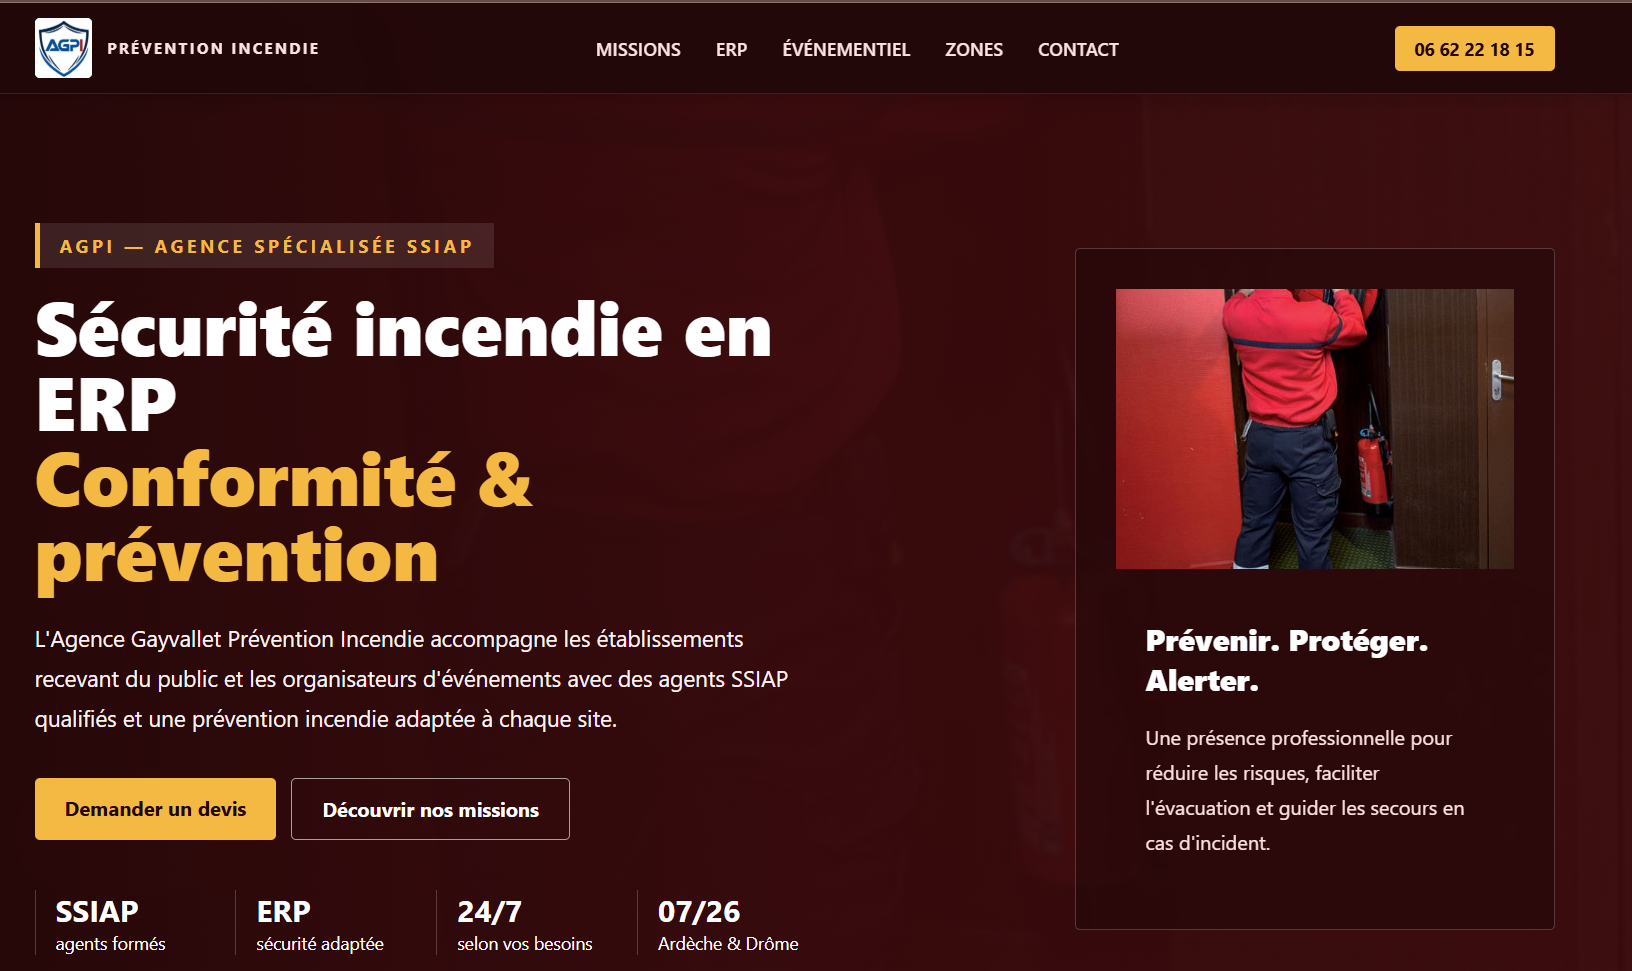 AGPI
PRÉVENTION INCENDIE
MISSIONS
ERP
ÉVÉNEMENTIEL
ZONES
CONTACT
06 62 22 18 15
AGPI — AGENCE SPÉCIALISÉE SSIAP
Sécurité incendie en
ERP
Conformité &
prévention
L'Agence Gayvallet Prévention Incendie accompagne les établissements
recevant du public et les organisateurs d'événements avec des agents SSIAP
qualifiés et une prévention incendie adaptée à chaque site.
Demander un devis
Découvrir nos missions
SSIAP
agents formés
ERP
sécurité adaptée
24/7
selon vos besoins
07/26
Ardèche & Drôme
Prévenir. Protéger.
Alerter.
Une présence professionnelle pour
réduire les risques, faciliter
l'évacuation et guider les secours en
cas d'incident.